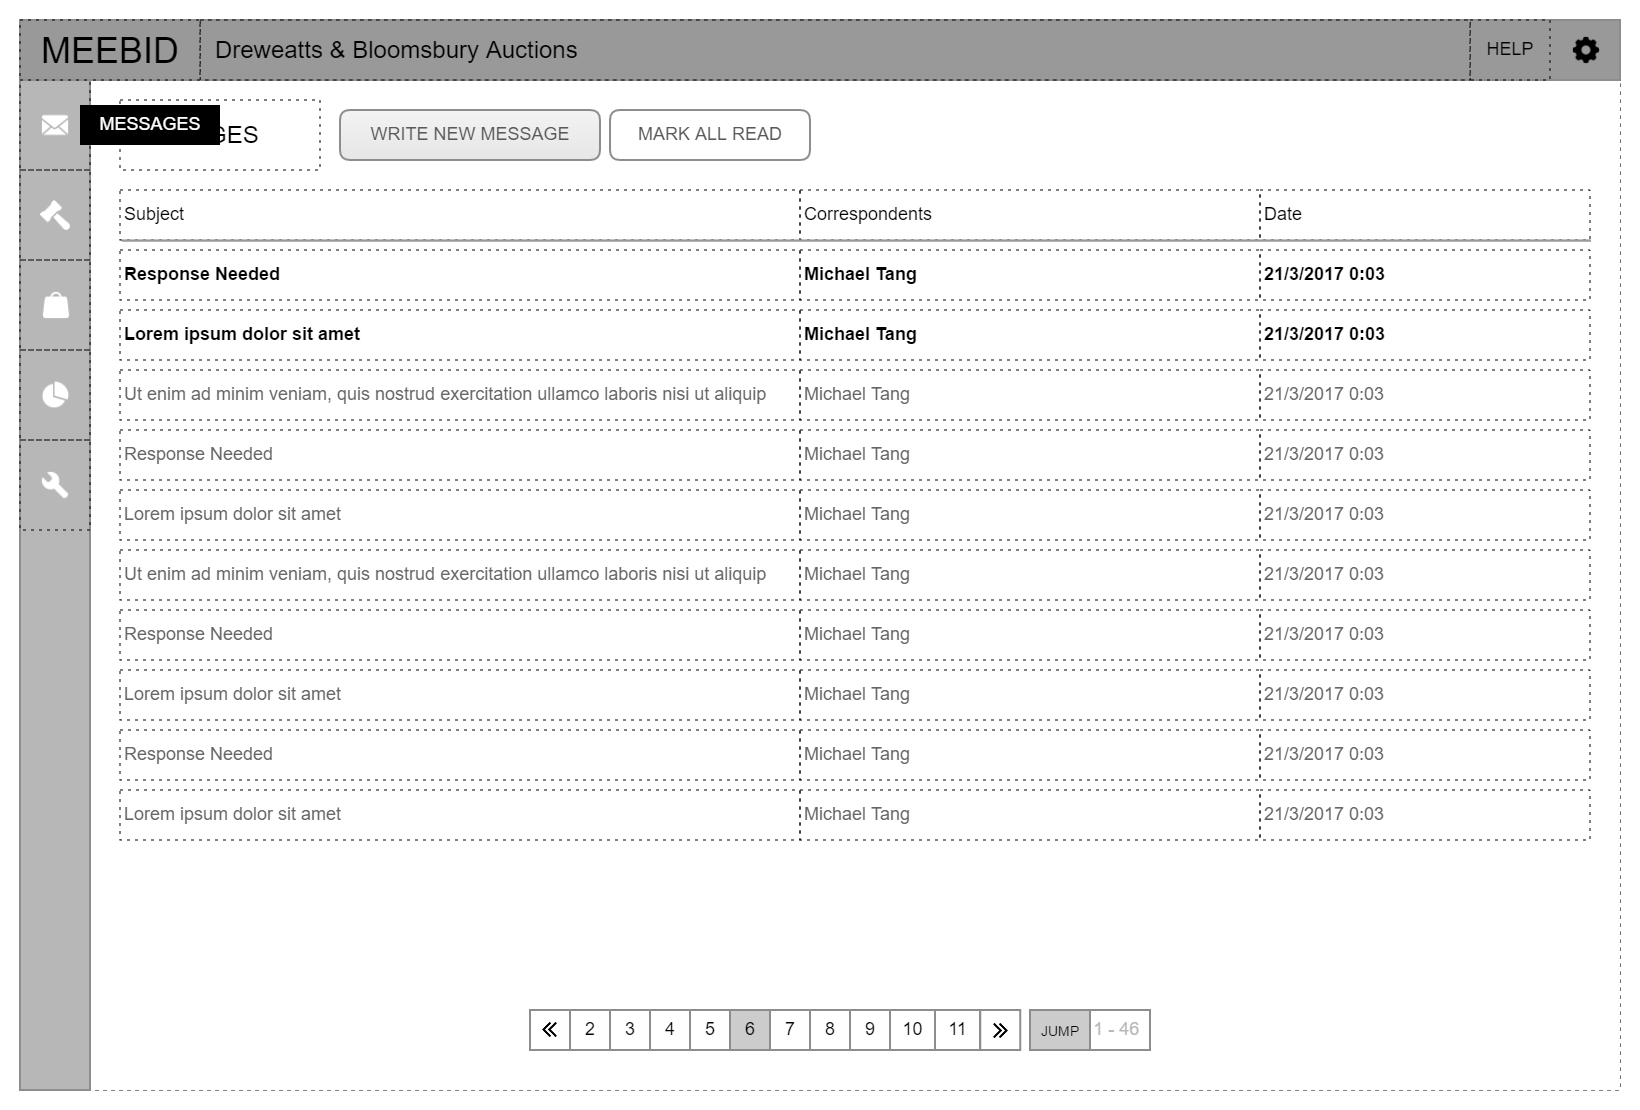 MEEBID Dreweatts & Bloomsbury Auctions HELP
MESSAGES
GES
WRITE NEW MESSAGE MARK ALL READ
Subject Correspondents Date
Response Needed Michael Tang 21/3/2017 0:03
Lorem ipsum dolor sit amet Michael Tang 21/3/2017 0:03
Ut enim ad minim veniam, quis nostrud exercitation ullamco laboris nisi ut aliquip Michael Tang 21/3/2017 0:03
Response Needed Michael Tang 21/3/2017 0:03
Lorem ipsum dolor sit amet Michael Tang 21/3/2017 0:03
Ut enim ad minim veniam, quis nostrud exercitation ullamco laboris nisi ut aliquip Michael Tang 21/3/2017 0:03
Response Needed Michael Tang 21/3/2017 0:03
Lorem ipsum dolor sit amet Michael Tang 21/3/2017 0:03
Response Needed Michael Tang 21/3/2017 0:03
Lorem ipsum dolor sit amet Michael Tang 21/3/2017 0:03
« 2 3 4 5 6 7 8 9 10 11 » JUMP 1 - 46